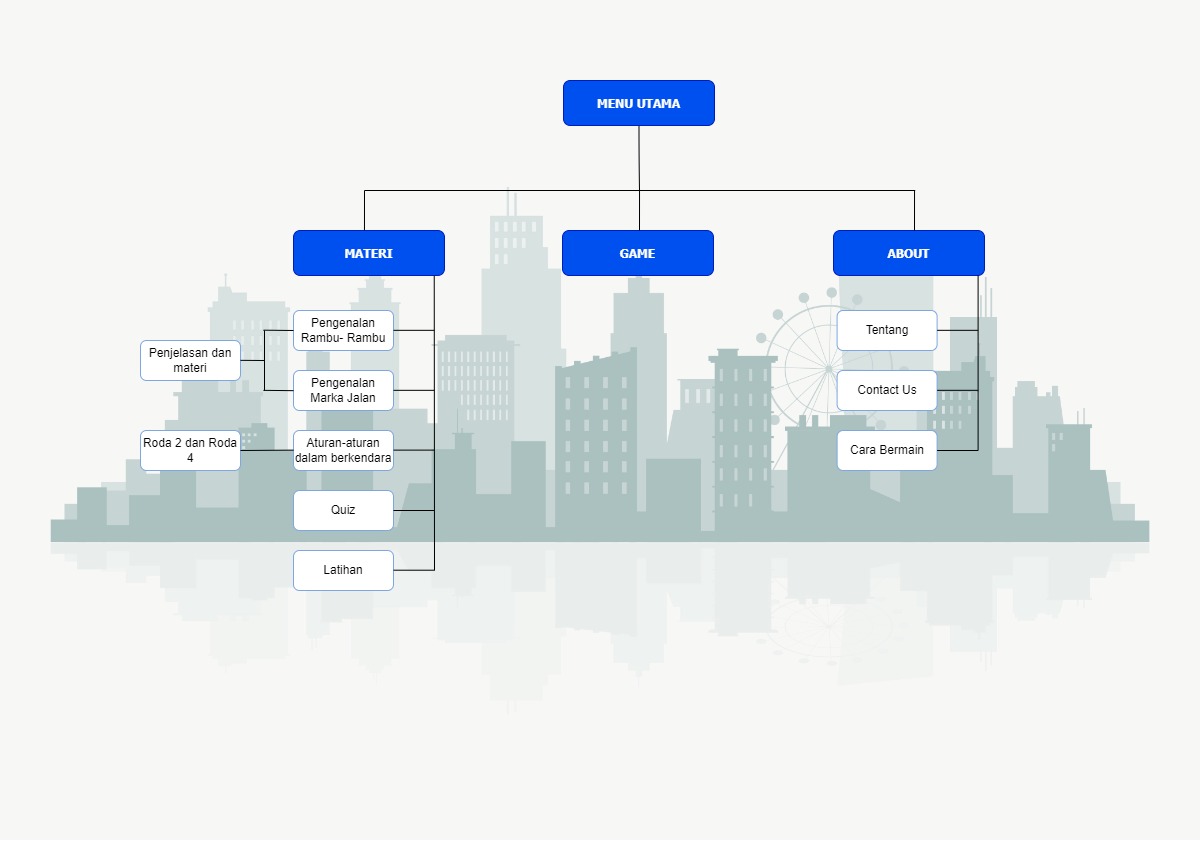 MENU UTAMA
MATERI
GAME
ABOUT
Pengenalan
Rambu- Rambu
Penjelasan dan
materi
Pengenalan
Marka Jalan
Roda 2 dan Roda
4
Aturan-aturan
dalam berkendara
Quiz
Latihan
Tentang
Contact Us
Cara Bermain